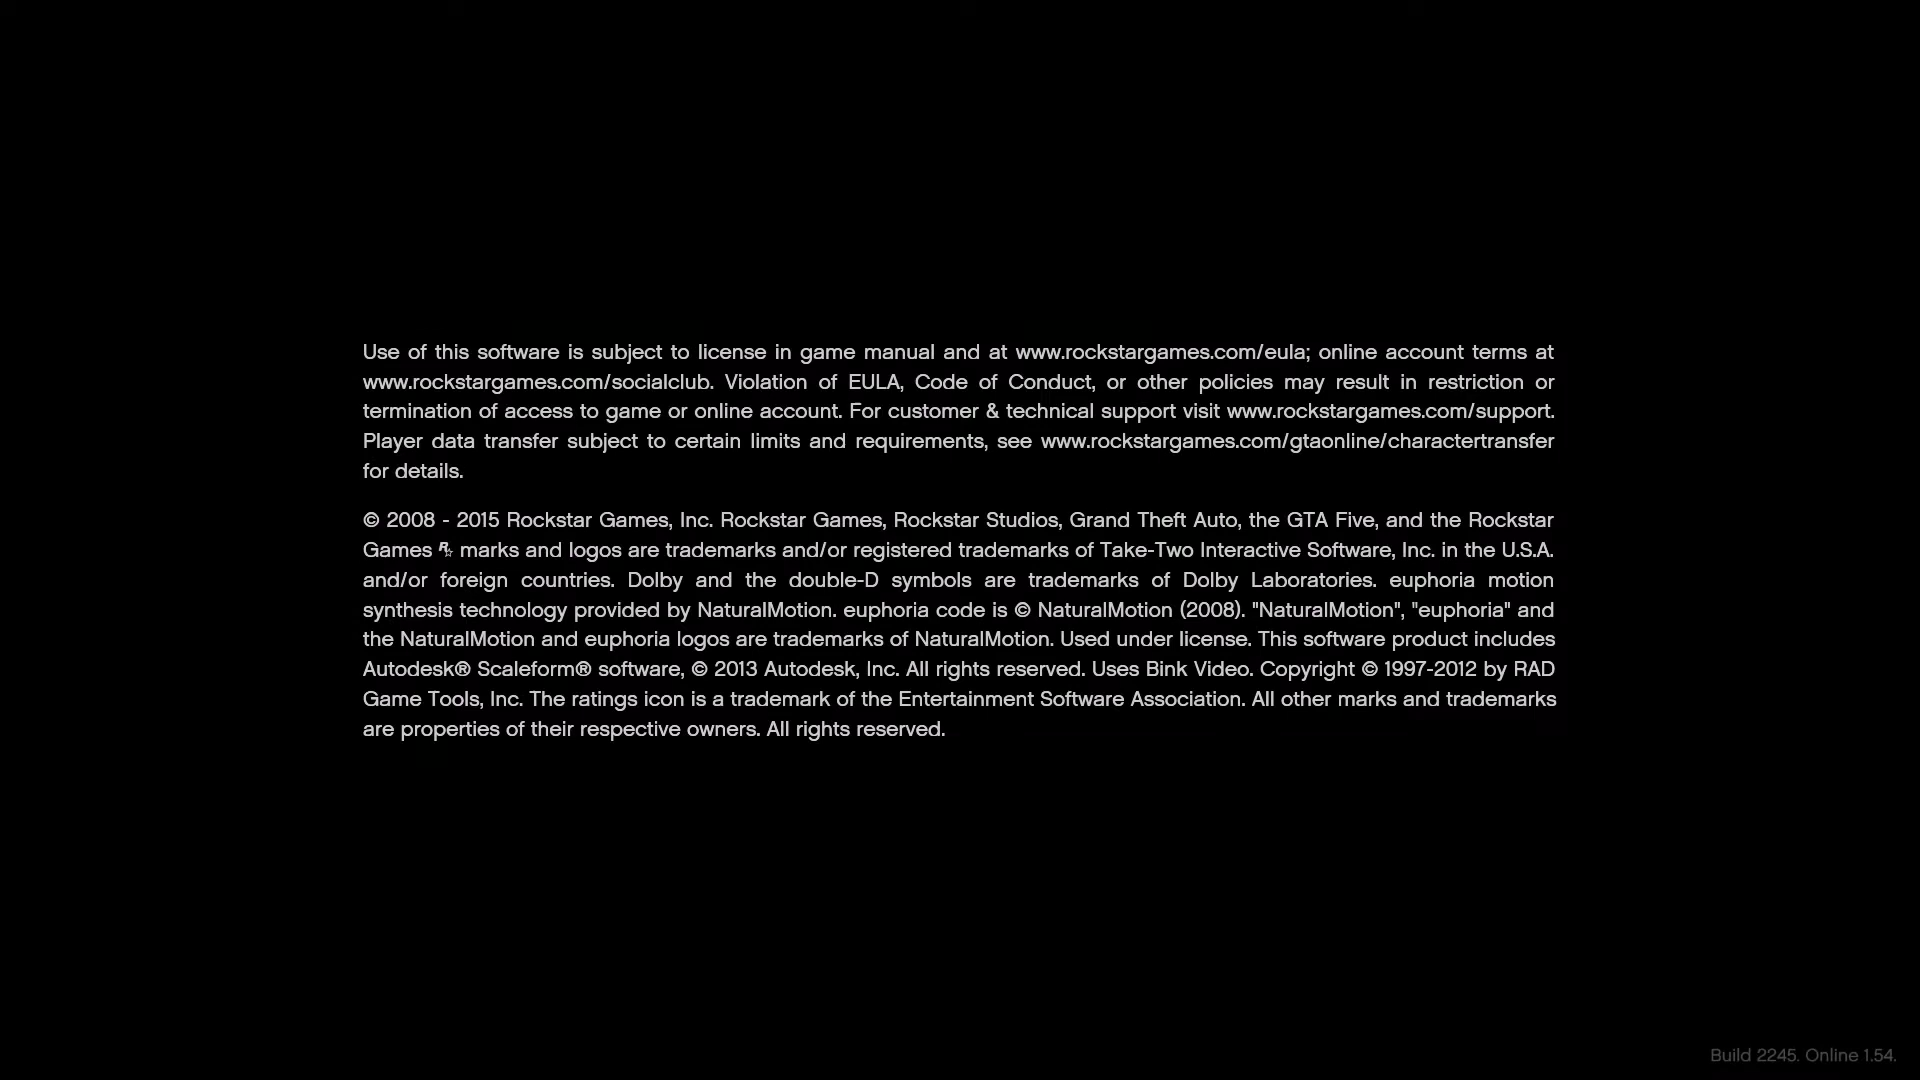 Use of this software is subject to license in game manual and at www.rockstargames.com/eula; online account terms at
www.rockstargames.com/socialclub. Violation of EULA, Code of Conduct, or other policies may result in restriction or
termination of access to game or online account. For customer & technical support visit www.rockstargames.com/support.
Player data transfer subject to certain limits and requirements, see www.rockstargames.com/gtaonline/charactertransfer
for details.
© 2008 - 2015 Rockstar Games, Inc. Rockstar Games, Rockstar Studios, Grand Theft Auto, the GTA Five, and the Rockstar
Games R* marks and logos are trademarks and/or registered trademarks of Take-Two Interactive Software, Inc. in the U.S.A.
and/or foreign countries. Dolby and the double-D symbols are trademarks of Dolby Laboratories. euphoria motion
synthesis technology provided by NaturalMotion. euphoria code is © NaturalMotion (2008). "NaturalMotion", "euphoria" and
the NaturalMotion and euphoria logos are trademarks of NaturalMotion. Used under license. This software product includes
Autodesk® Scaleform® software, © 2013 Autodesk, Inc. All rights reserved. Uses Bink Video. Copyright © 1997-2012 by RAD
Game Tools, Inc. The ratings icon is a trademark of the Entertainment Software Association. All other marks and trademarks
are properties of their respective owners. All rights reserved.
Build 2245. Online 1.54.